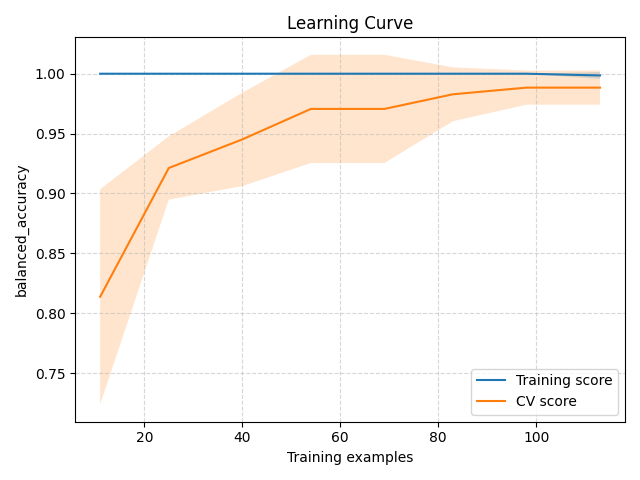 Learning Curve
balanced_accuracy
1.00
0.95
0.90
0.85
0.80
0.75
20 40 60 80 100
Training examples
Training score
CV score